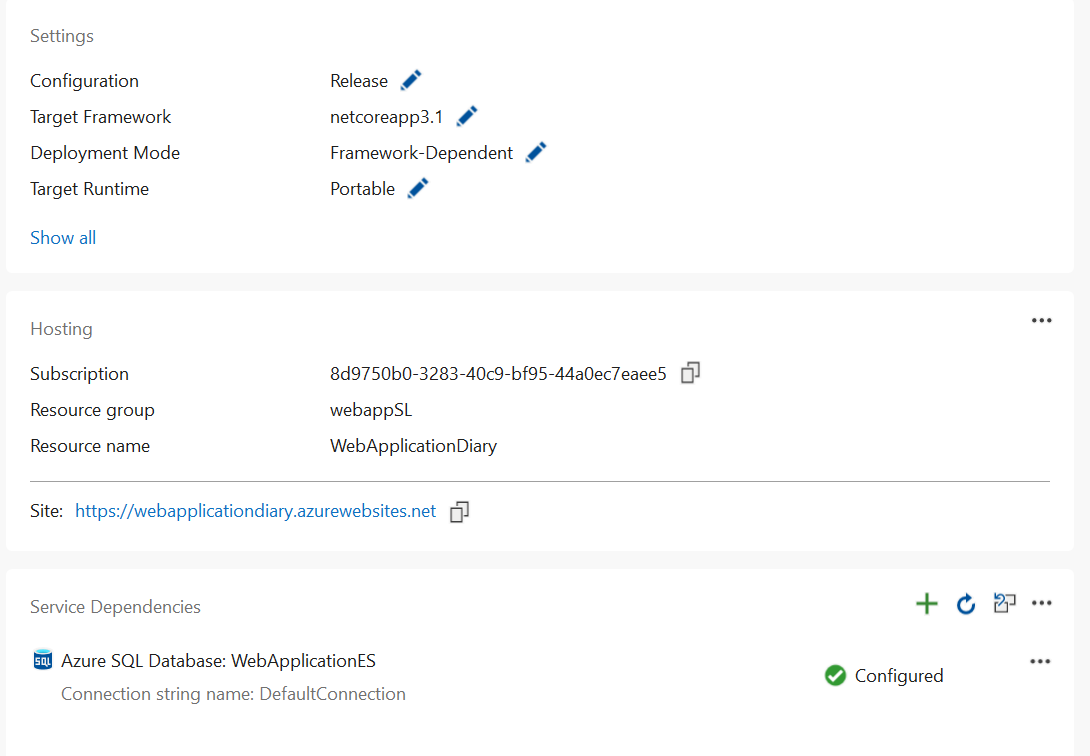 Settings
Configuration Release
Target Framework netcoreapp3.1
Deployment Mode Framework-Dependent
Target Runtime Portable
Show all
Hosting
Subscription 8d9750b0-3283-40c9-bf95-44a0ec7eaee5
Resource group webappSL
Resource name WebApplicationDiary
Site: https://webapplicationdiary.azurewebsites.net
Service Dependencies
SQL Azure SQL Database: WebApplicationES
Configured
Connection string name: DefaultConnection